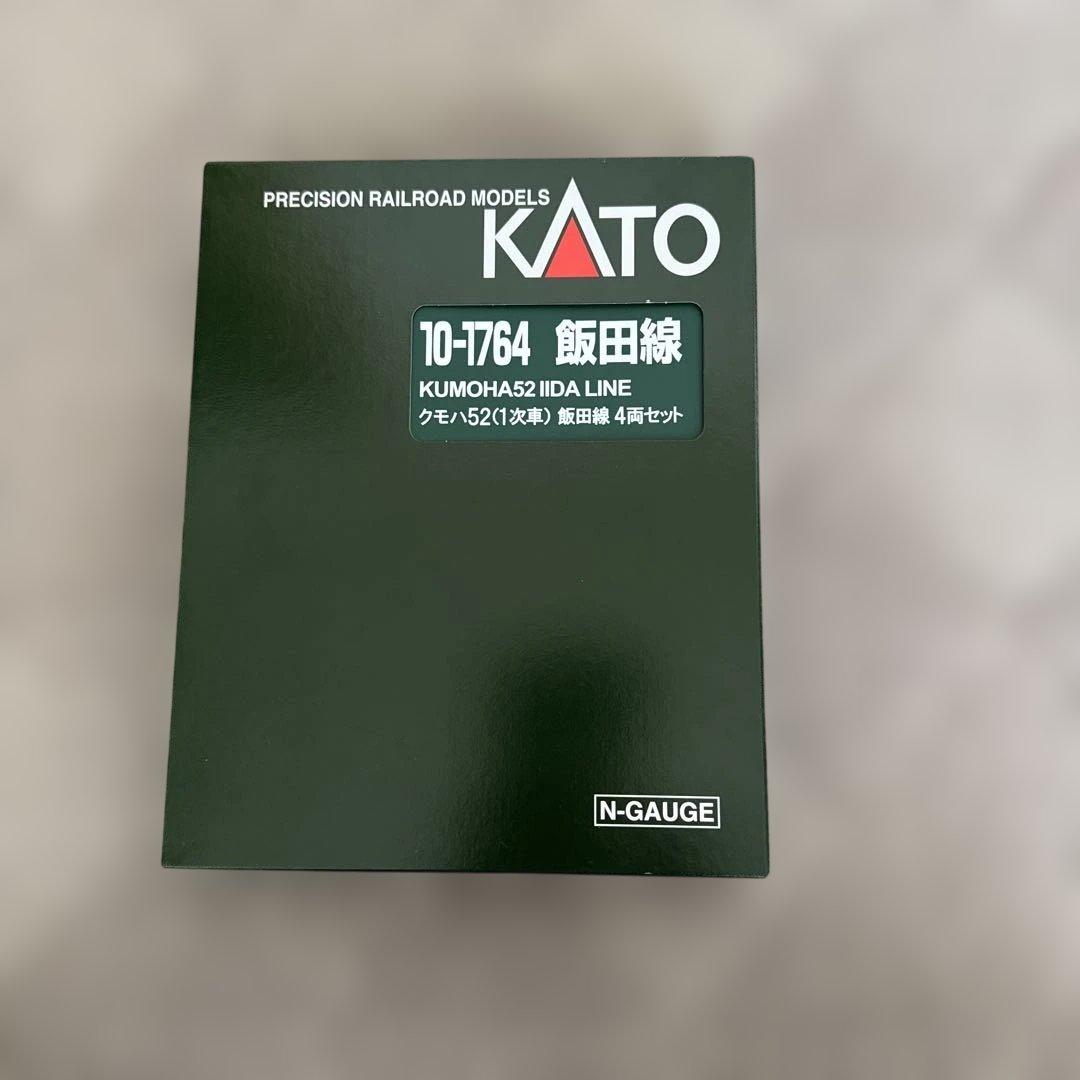 PRECISION RAILROAD MODELS
KATO
10-1764 飯田線
KUMOHA52 IIDA LINE
クモハ52(1次車) 飯田線 4両セット
N-GAUGE